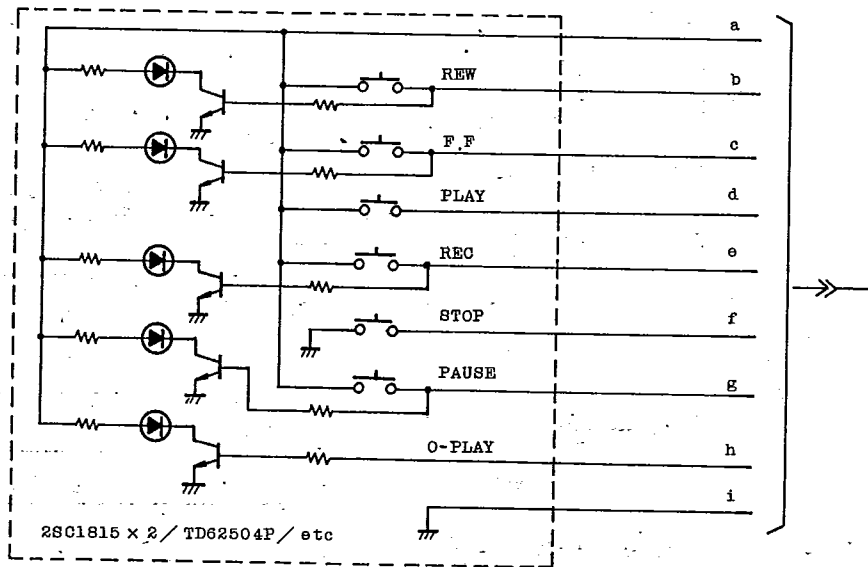 a
REW b
F.F c
PLAY d
REC e
STOP f
PAUSE g
O-PLAY h
i
2SC1815 × 2 / TD62504P / etc